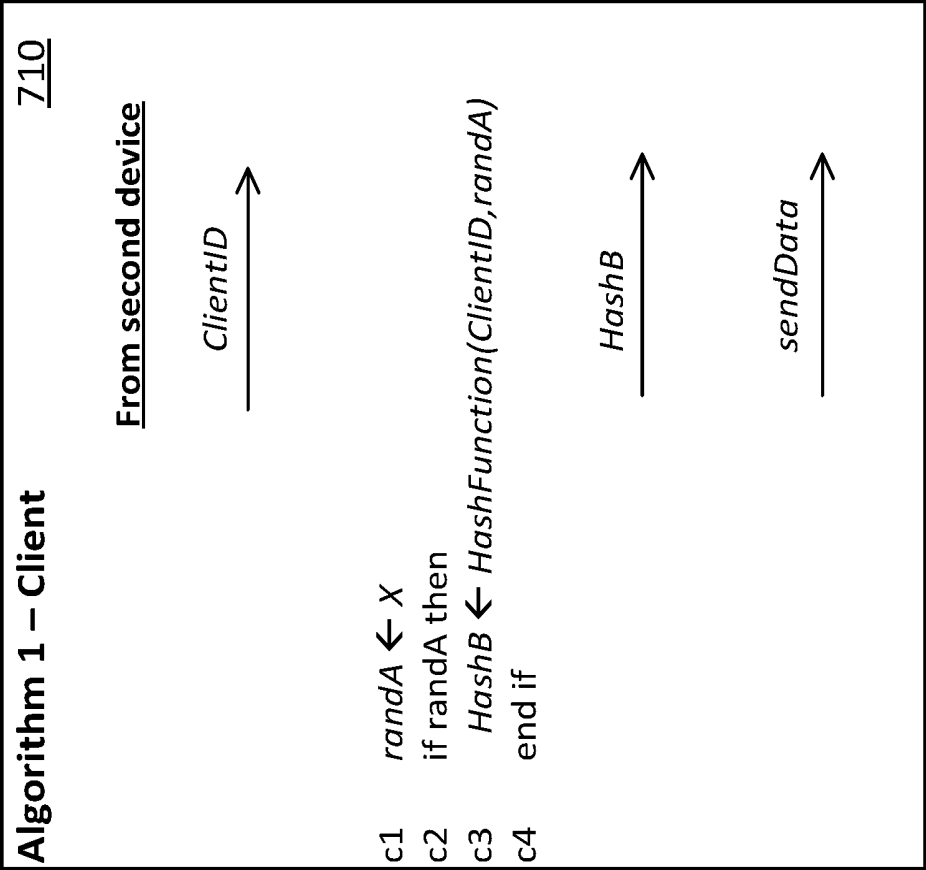 Algorithm 1 – Client 710
From second device
ClientID
c1 randA ← X
c2 if randA then
c3 HashB ← HashFunction(ClientID,randA)
c4 end if
HashB
sendData